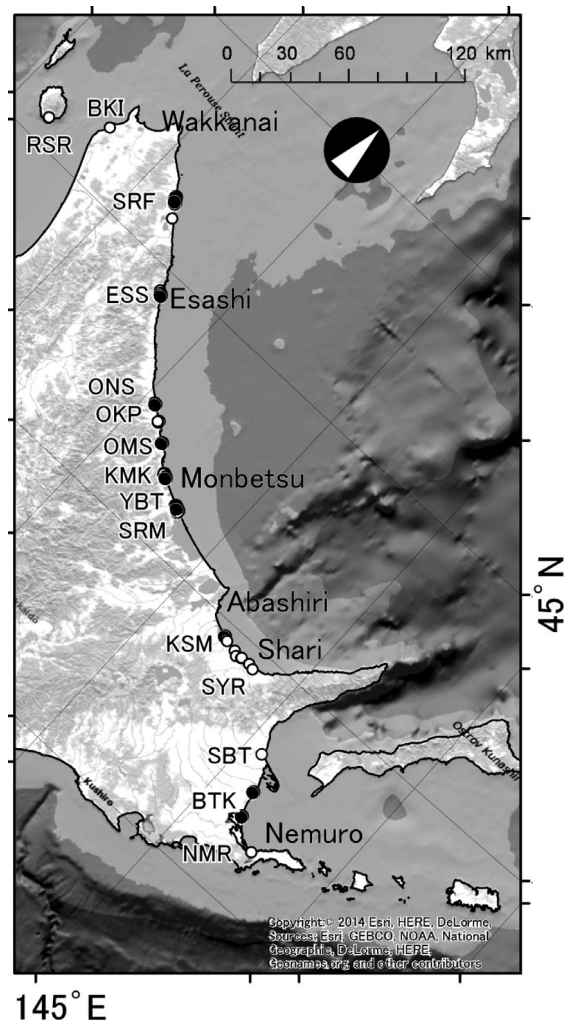 0 30 60 120 km
La Perouse Strait
BKI
Wakkanai
RSR
SRF
ESS
Esashi
ONS
OKP
OMS
KMK
Monbetsu
YBT
SRM
45°N
Abashiri
KSM
Shari
SYR
SBT
Ostrov Kunashir
Kushiro
BTK
Nemuro
NMR
Copyright:© 2014 Esri, HERE, DeLorme,
Sources: Esri, GEBCO, NOAA, National
Geographic, DeLorme, HERE,
Geonames.org and other contributors
145°E